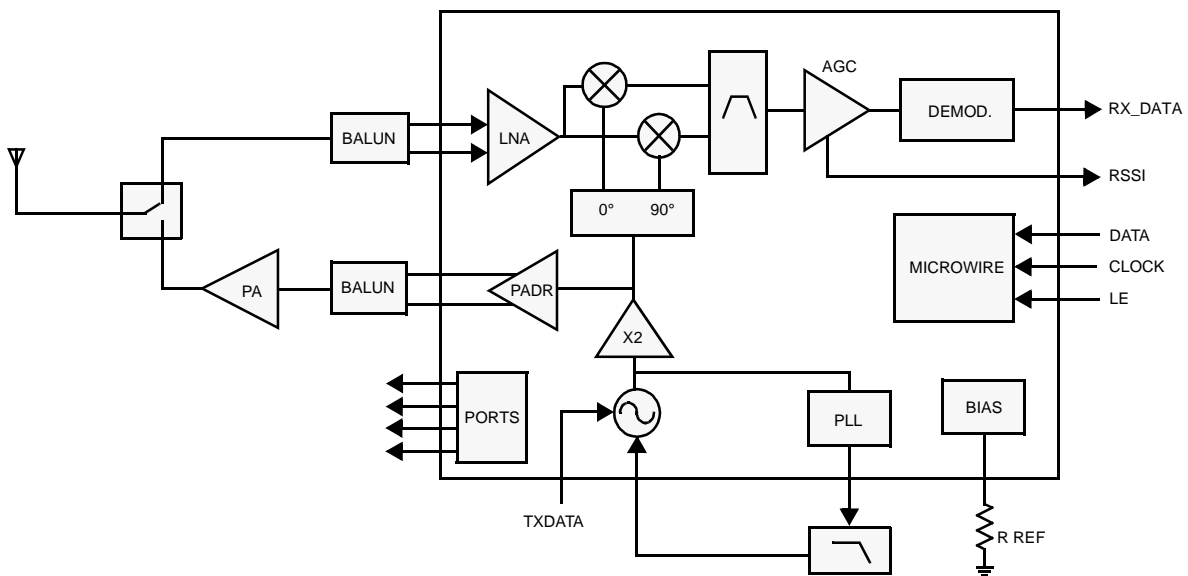 AGC
BALUN
LNA
DEMOD.
RX_DATA
RSSI
0°
90°
DATA
MICROWIRE
CLOCK
LE
PA
BALUN
PADR
X2
PORTS
PLL
BIAS
TXDATA
R REF